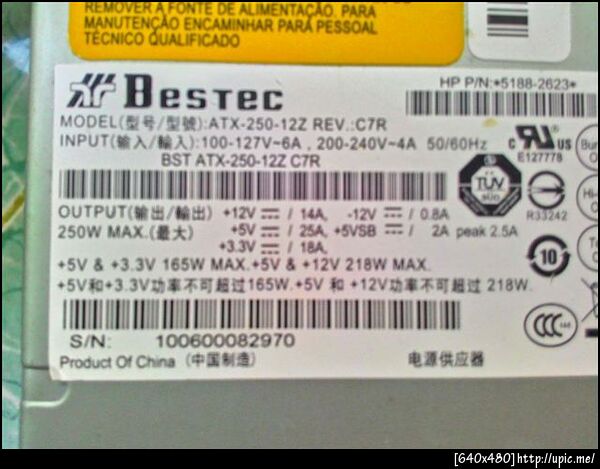 REMOVER A FONTE DE ALIMENTAÇÃO. PARA
MANUTENÇÃO ENCAMINHAR PARA PESSOAL
TÉCNICO QUALIFICADO
BESTEC
HP P/N:*5188-2623*
MODEL(型号/型號):ATX-250-12Z REV.:C7R
INPUT(输入/輸入):100-127V~6A , 200-240V~4A 50/60Hz
BST ATX-250-12Z C7R
c US
E127778
TÜV
SÜD
R33242
OUTPUT(输出/輸出) +12V / 14A, -12V / 0.8A
250W MAX.(最大) +5V / 25A, +5VSB / 2A peak 2.5A
+3.3V / 18A,
10
+5V & +3.3V 165W MAX.+5V & +12V 218W MAX.
+5V 和+3.3V功率不可超过165W.+5V 和 +12V功率不可超过 218W.
CCC
S/N: 100600082970
Product Of China (中国制造) 电源供应器
[640x480]http://upic.me/